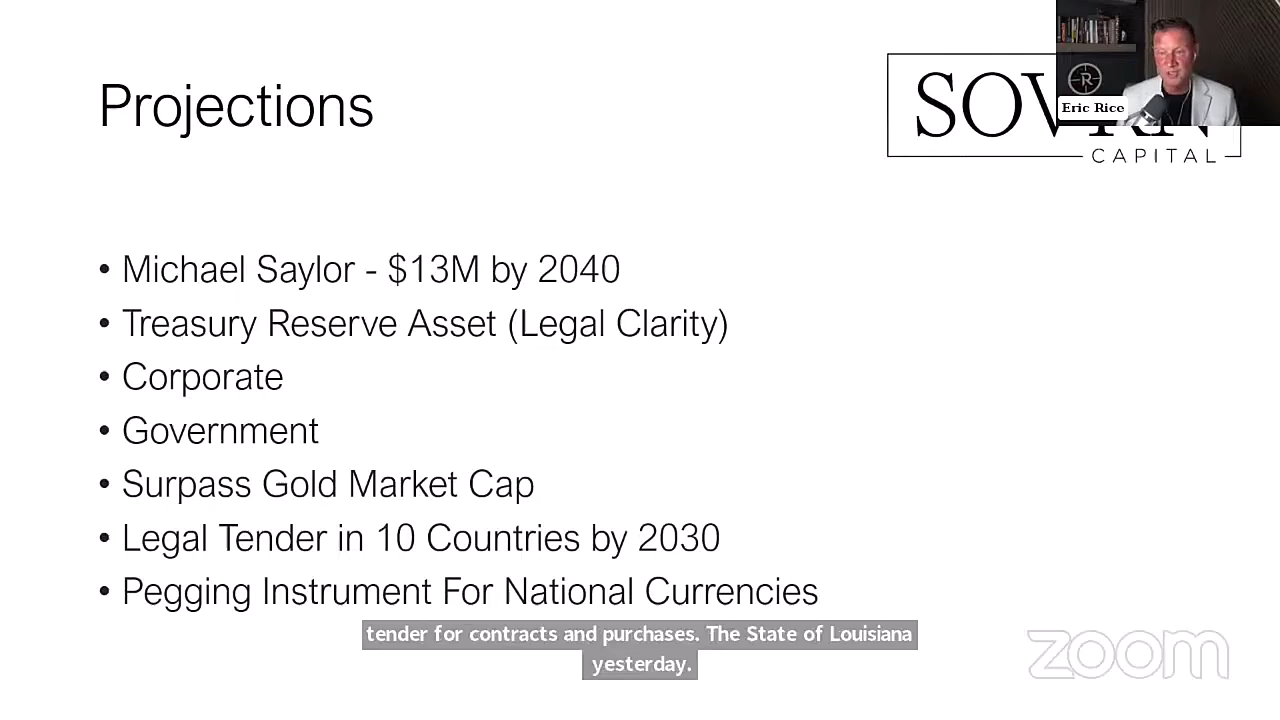 Projections
SOV RN
CAPITAL
Eric Rice
R
• Michael Saylor - $13M by 2040
• Treasury Reserve Asset (Legal Clarity)
• Corporate
• Government
• Surpass Gold Market Cap
• Legal Tender in 10 Countries by 2030
• Pegging Instrument For National Currencies
tender for contracts and purchases. The State of Louisiana
yesterday.
zoom